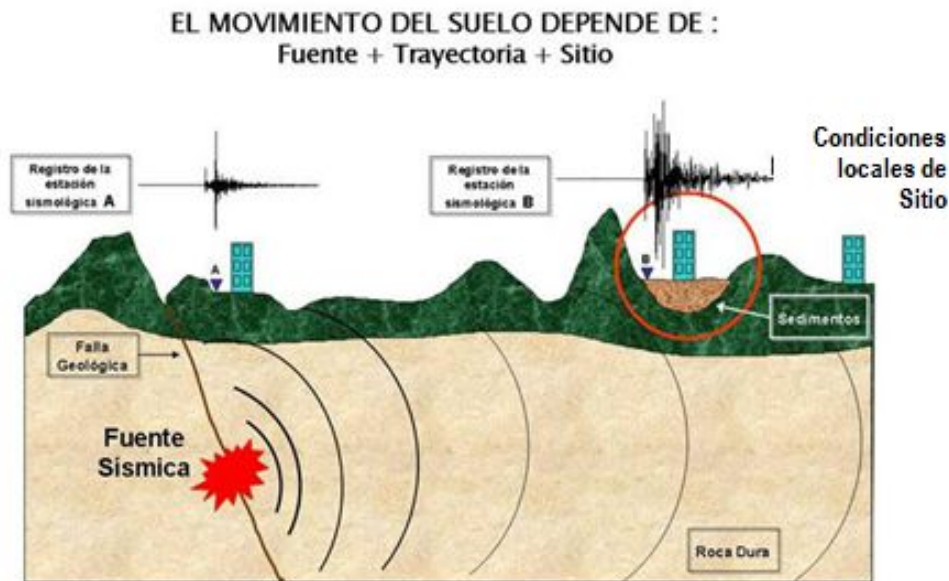 EL MOVIMIENTO DEL SUELO DEPENDE DE :
Fuente + Trayectoria + Sitio
Registro de la
estación
sismológica A
Registro de la
estación
sismológica B
Condiciones
locales de
Sitio
A
B
Sedimentos
Falla
Geológica
Fuente
Sísmica
Roca Dura